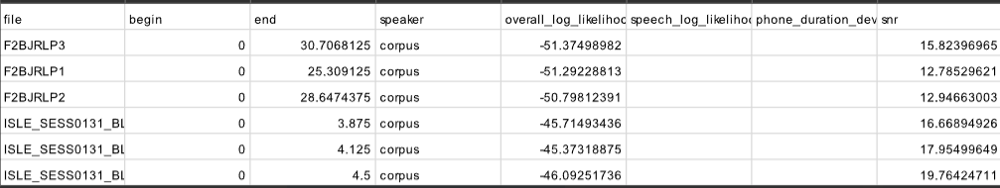 file begin end speaker overall_log_likelihoo speech_log_likelihoo phone_duration_dev snr
F2BJRLP3 0 30.7068125 corpus -51.37498982 15.82396965
F2BJRLP1 0 25.309125 corpus -51.29228813 12.78529621
F2BJRLP2 0 28.6474375 corpus -50.79812391 12.94663003
ISLE_SESS0131_BL 0 3.875 corpus -45.71493436 16.66894926
ISLE_SESS0131_BL 0 4.125 corpus -45.37318875 17.95499649
ISLE_SESS0131_BL 0 4.5 corpus -46.09251736 19.76424711